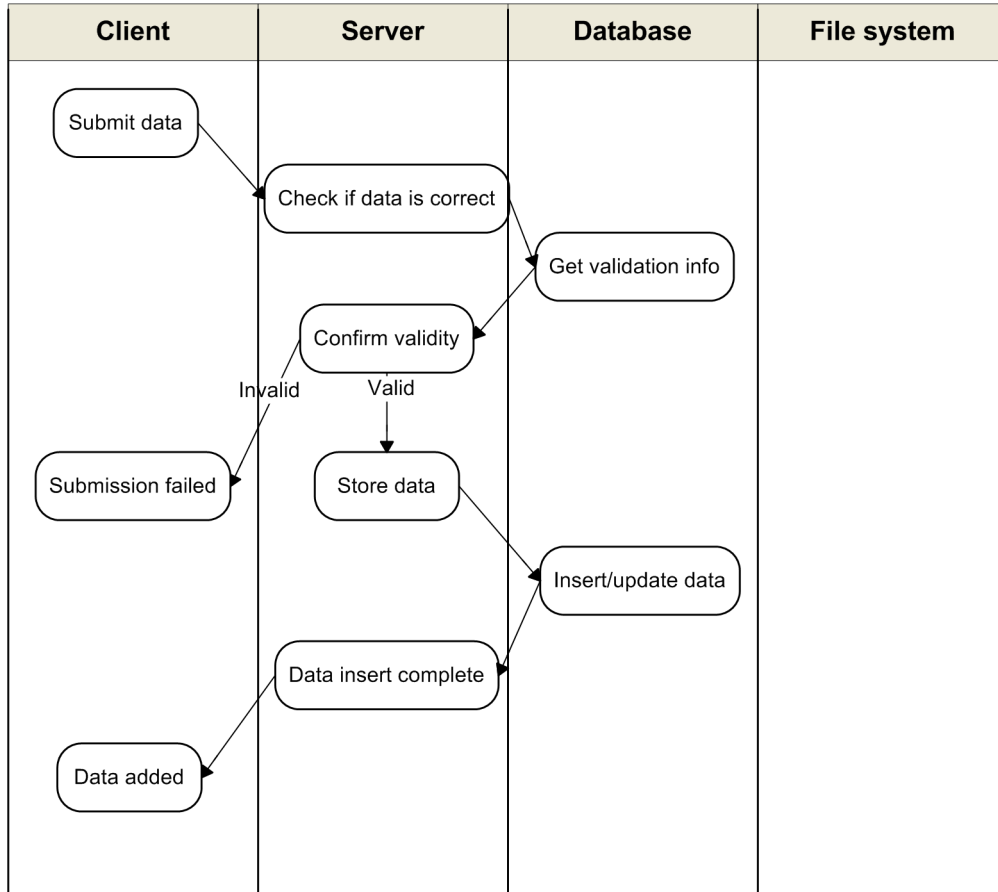 Client
Server
Database
File system
Submit data
Check if data is correct
Get validation info
Confirm validity
Invalid
Valid
Submission failed
Store data
Insert/update data
Data insert complete
Data added